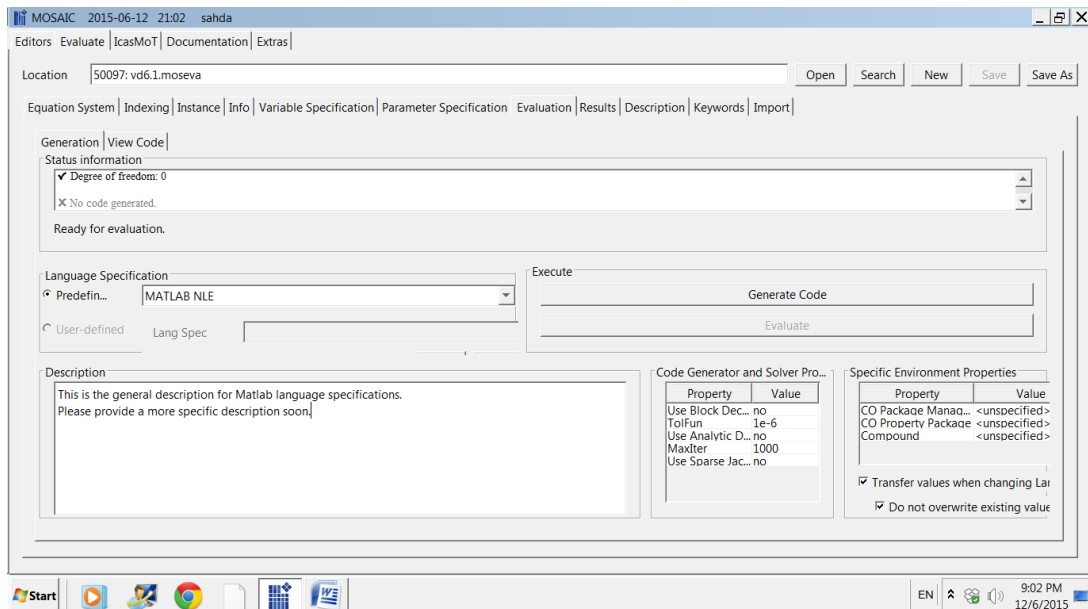 MOSAIC 2015-06-12 21:02 sahda
Editors Evaluate IcasMoT Documentation Extras
Location 50097: vd6.1.moseva Open Search New Save Save As
Equation System Indexing Instance Info Variable Specification Parameter Specification Evaluation Results Description Keywords Import
Generation View Code
Status information
✔ Degree of freedom: 0
✘ No code generated.
Ready for evaluation.
Language Specification
Predefin... MATLAB NLE
User-defined Lang Spec
Execute
Generate Code
Evaluate
Description
This is the general description for Matlab language specifications.
Please provide a more specific description soon.
Code Generator and Solver Pro...
Property Value
Use Block Dec... no
TolFun 1e-6
Use Analytic D... no
MaxIter 1000
Use Sparse Jac... no
Specific Environment Properties
Property Value
CO Package Manag... <unspecified>
CO Property Package <unspecified>
Compound <unspecified>
Transfer values when changing Lar
Do not overwrite existing value
Start EN 9:02 PM
12/6/2015